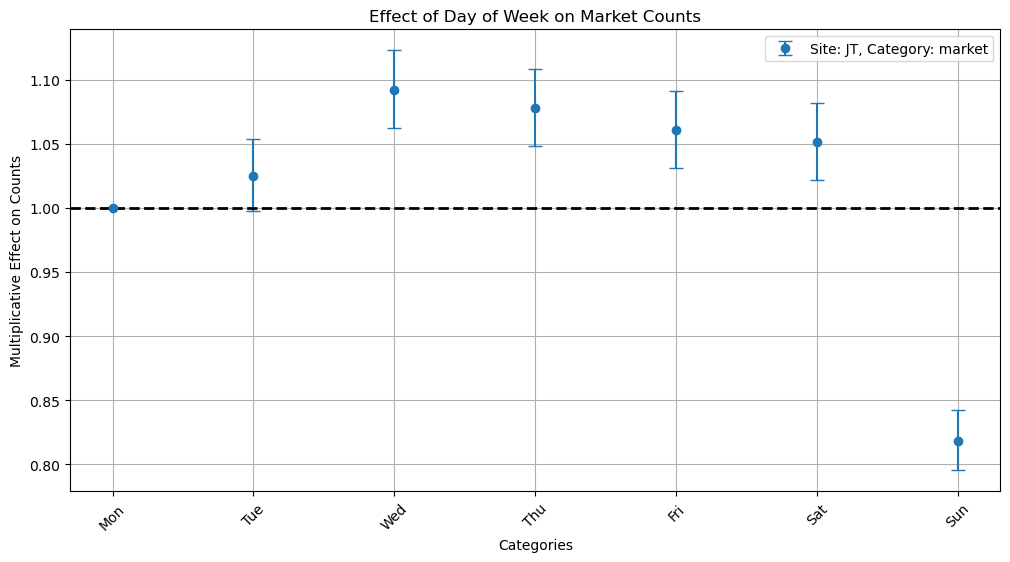 Effect of Day of Week on Market Counts
Site: JT, Category: market
Multiplicative Effect on Counts
1.10
1.05
1.00
0.95
0.90
0.85
0.80
Mon
Tue
Wed
Thu
Fri
Sat
Sun
Categories